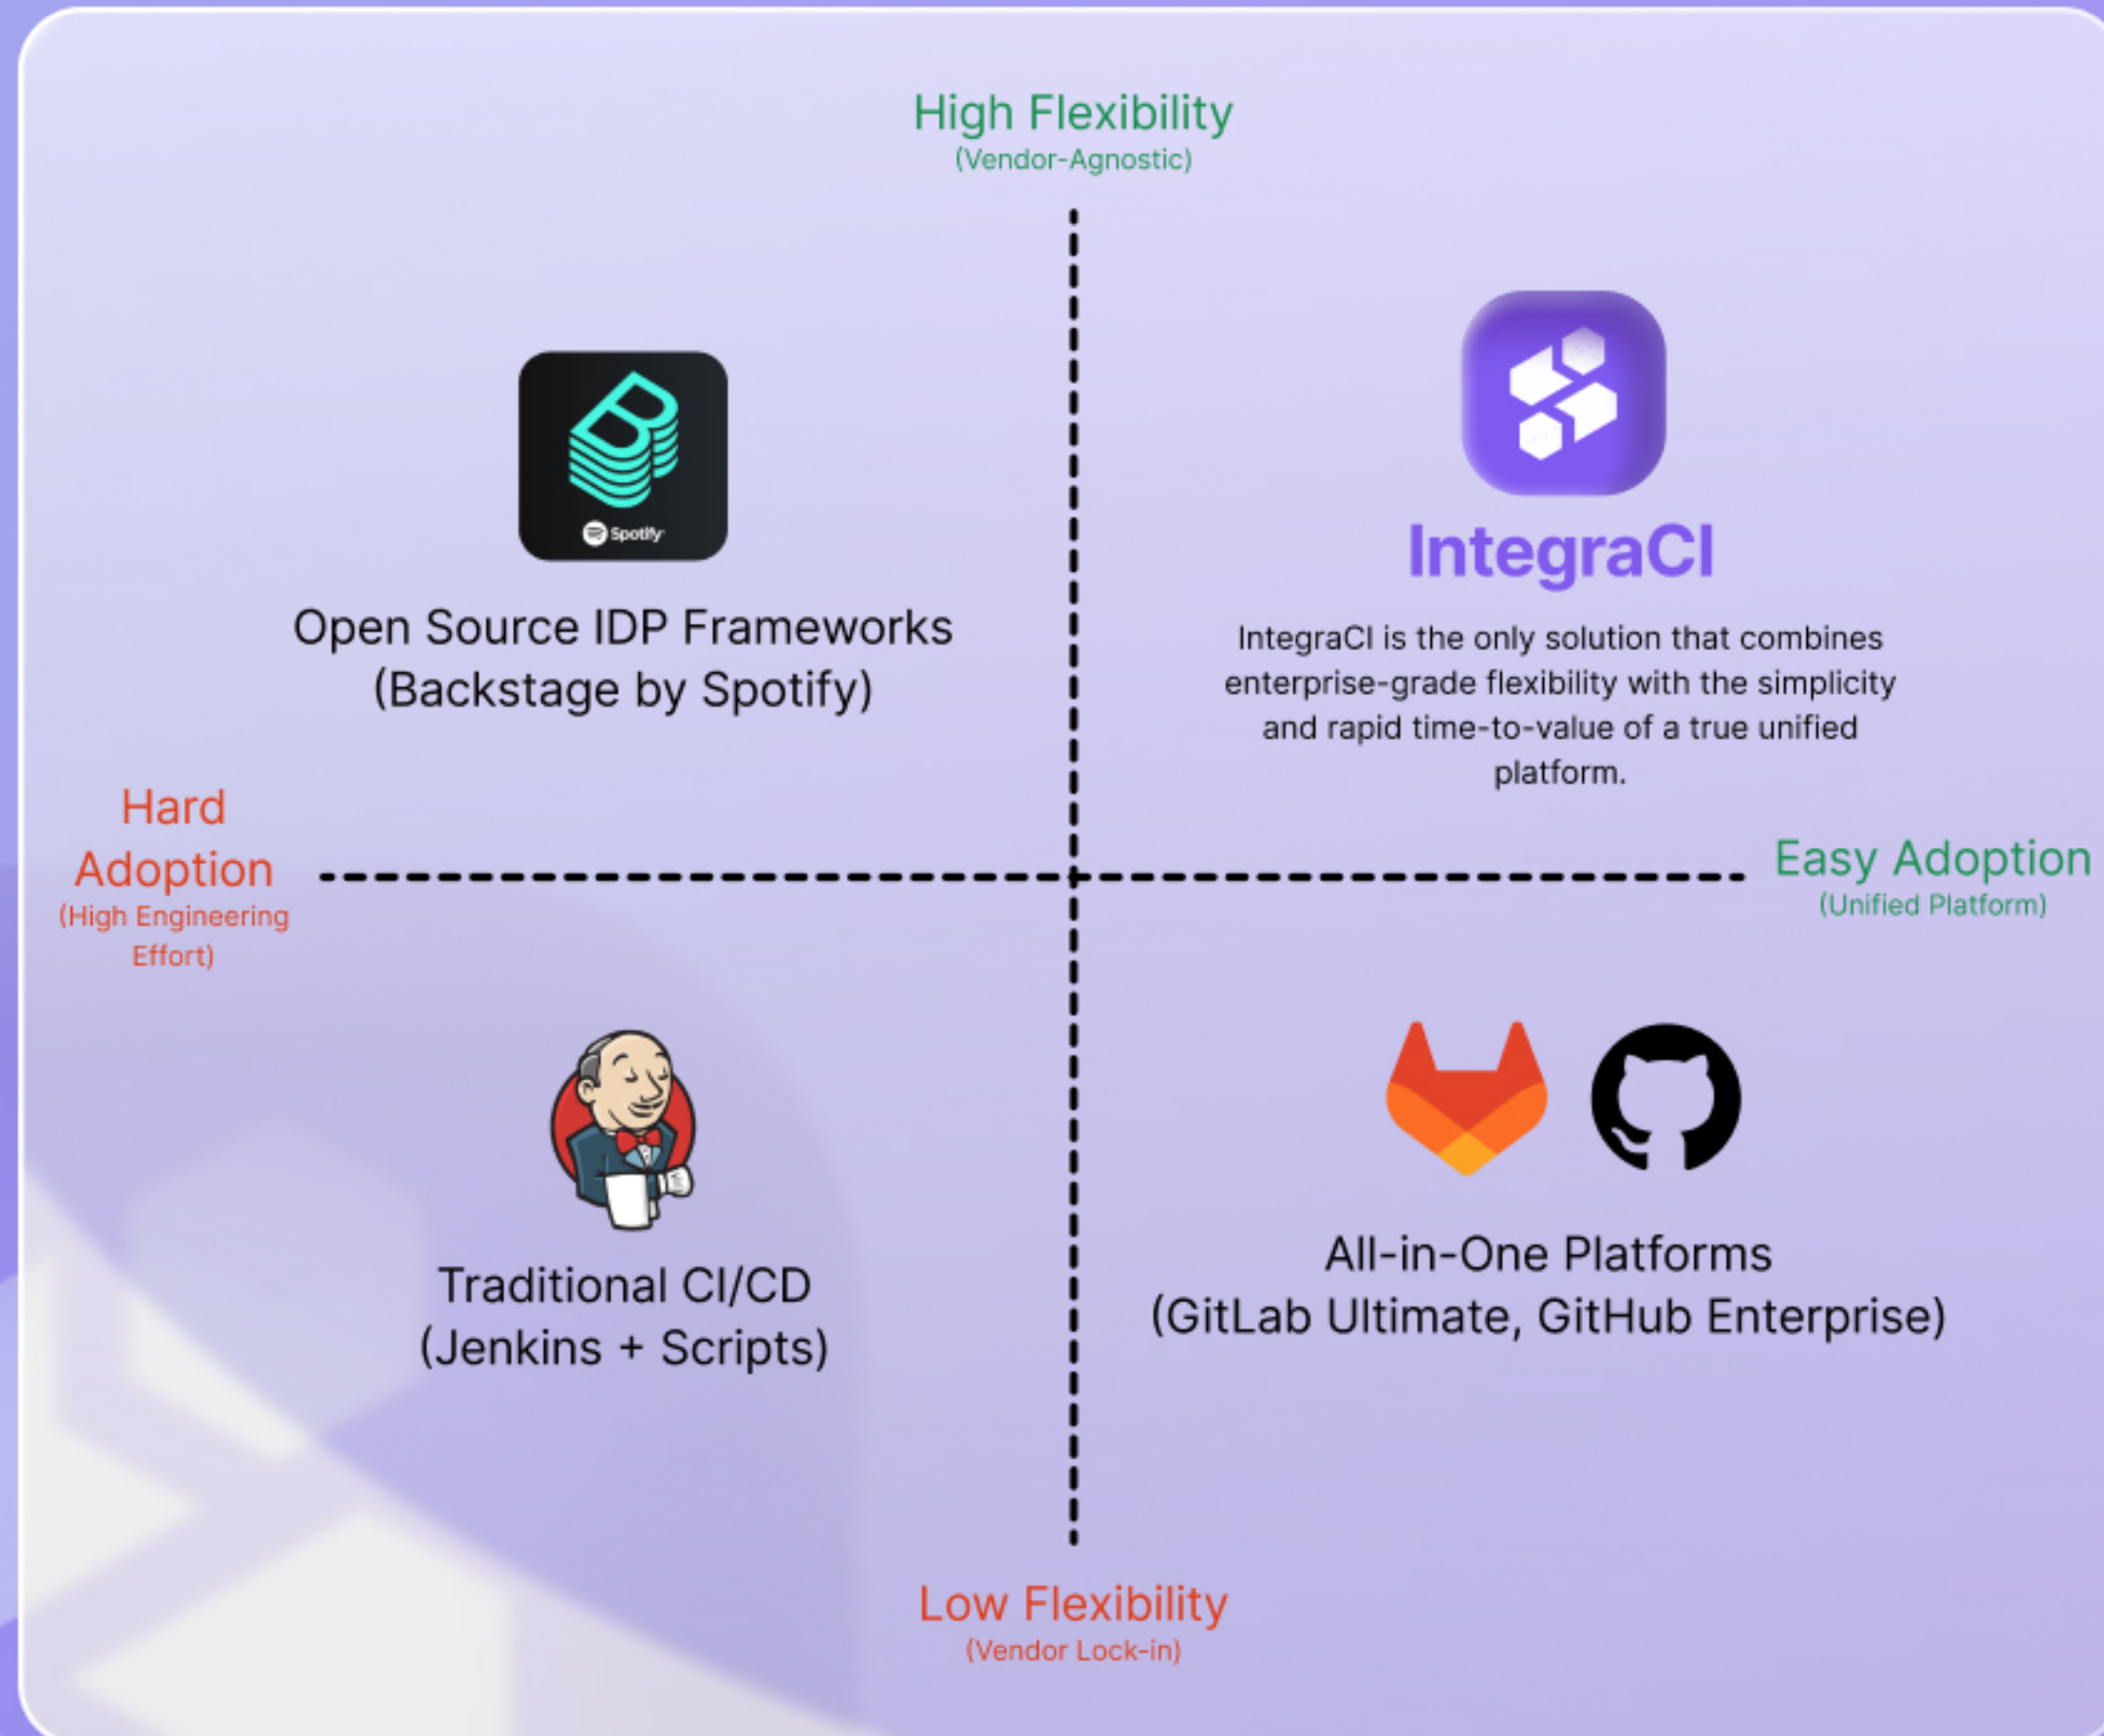 High Flexibility
(Vendor-Agnostic)
Spotify
Open Source IDP Frameworks
(Backstage by Spotify)
IntegraCI
IntegraCI is the only solution that combines
enterprise-grade flexibility with the simplicity
and rapid time-to-value of a true unified
platform.
Hard
Adoption
(High Engineering
Effort)
Easy Adoption
(Unified Platform)
Traditional CI/CD
(Jenkins + Scripts)
All-in-One Platforms
(GitLab Ultimate, GitHub Enterprise)
Low Flexibility
(Vendor Lock-in)